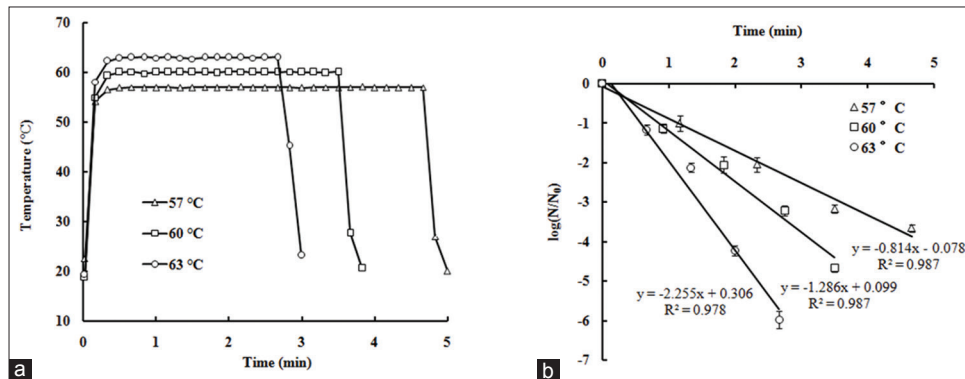 70
60
50
40
30
20
10
Temperature (°C)
57 °C
60 °C
63 °C
0 1 2 3 4 5
Time (min)
a
Time (min)
0 1 2 3 4 5
0
-1
-2
-3
-4
-5
-6
-7
log(N/N0)
57 ° C
60 ° C
63 ° C
y = -0.814x - 0.078
R² = 0.987
y = -1.286x + 0.099
R² = 0.987
y = -2.255x + 0.306
R² = 0.978
b